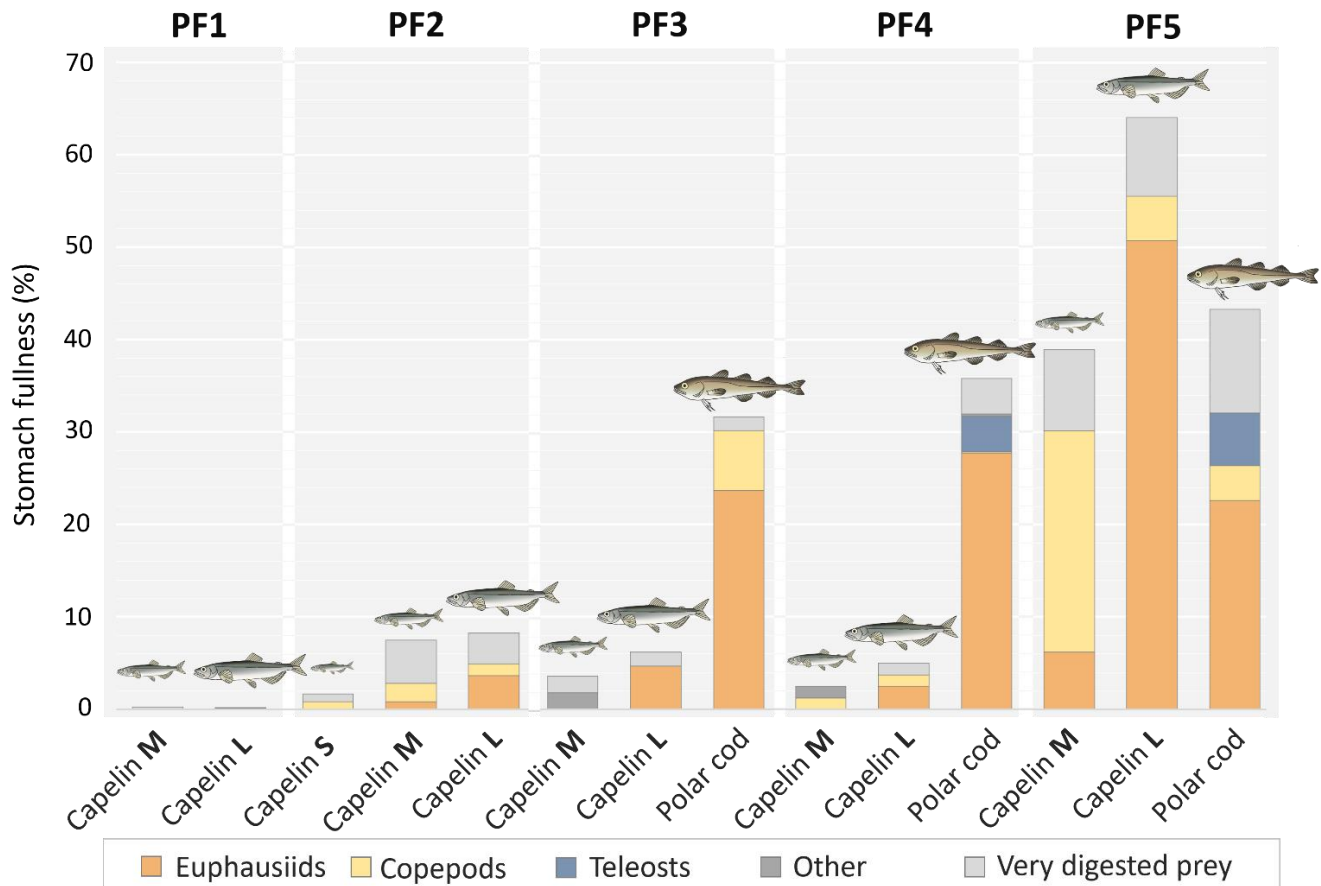 PF1 PF2 PF3 PF4 PF5
70
60
50
40
30
20
10
0
Stomach fullness (%)
Capelin M
Capelin L
Capelin S
Capelin M
Capelin L
Capelin M
Capelin L
Polar cod
Capelin M
Capelin L
Polar cod
Capelin M
Capelin L
Polar cod
Euphausiids Copepods Teleosts Other Very digested prey